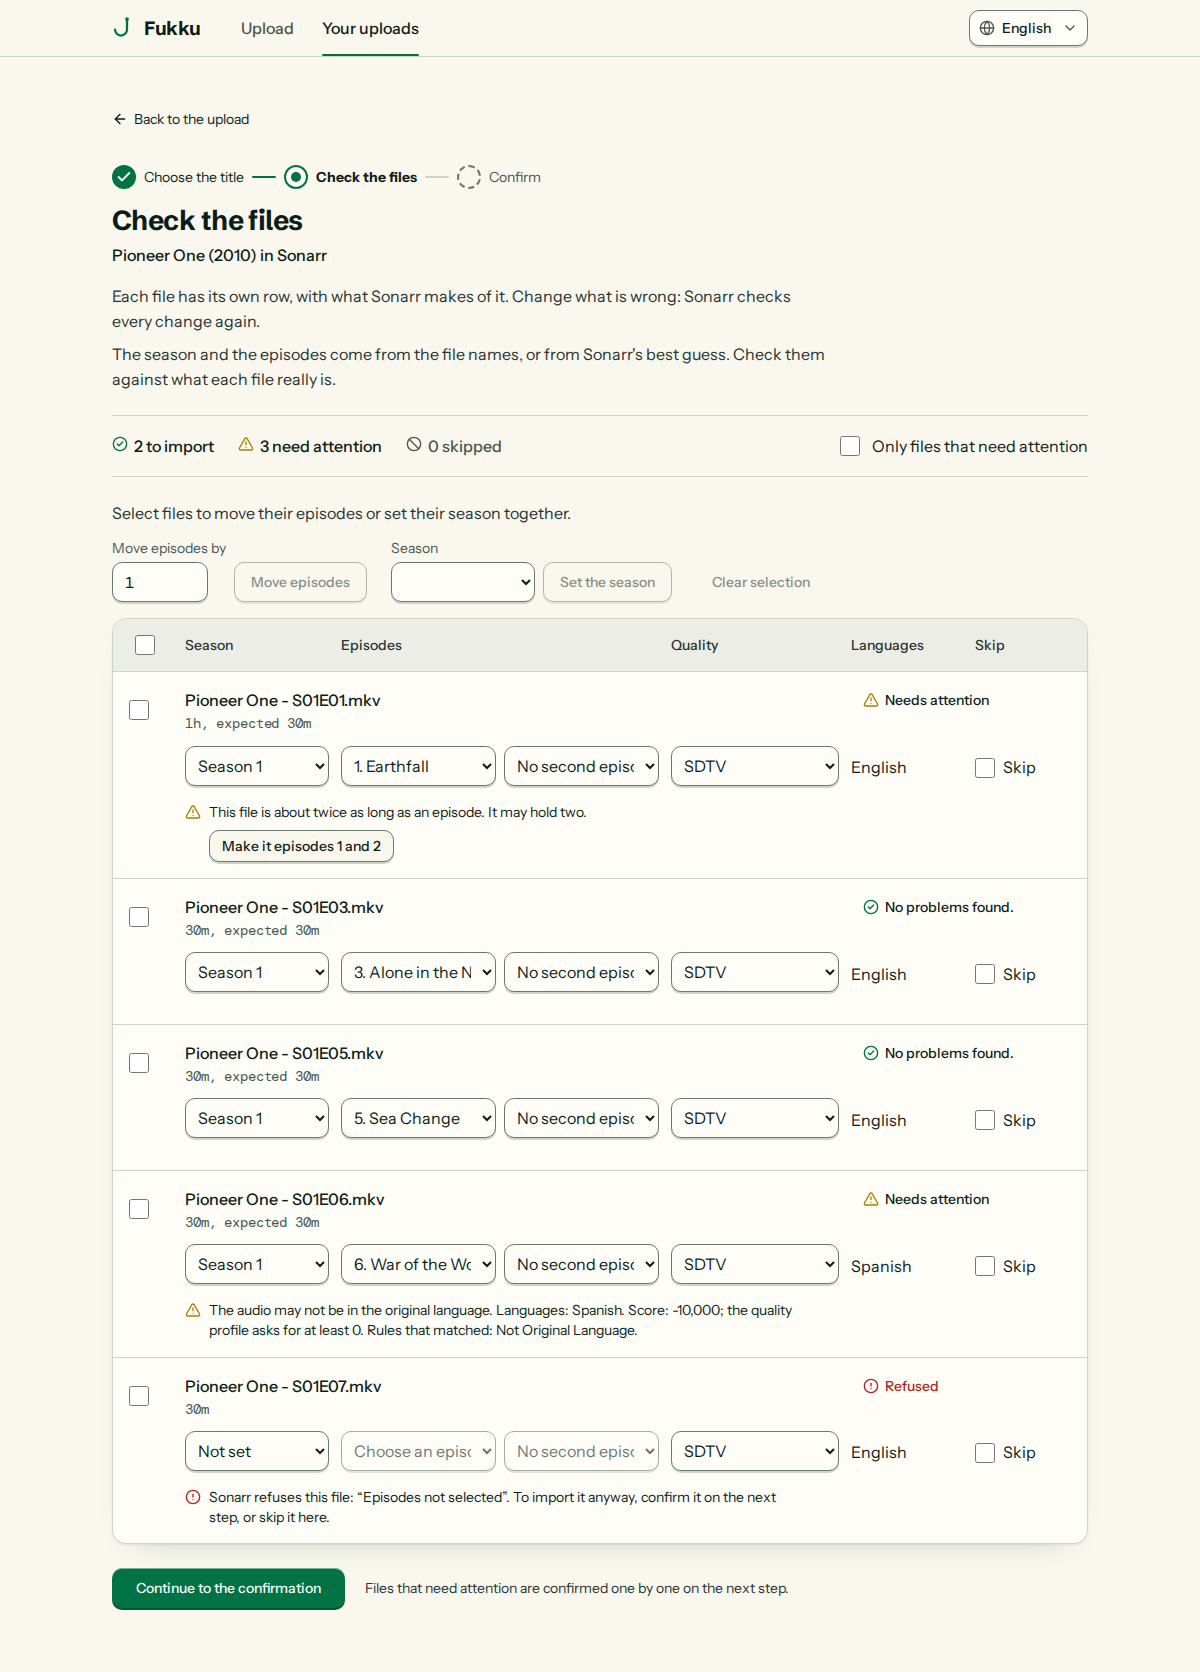 Fukku
Upload
Your uploads
English
Back to the upload
Choose the title
Check the files
Confirm
Check the files
Pioneer One (2010) in Sonarr
Each file has its own row, with what Sonarr makes of it. Change what is wrong: Sonarr checks
every change again.
The season and the episodes come from the file names, or from Sonarr's best guess. Check them
against what each file really is.
2 to import
3 need attention
0 skipped
Only files that need attention
Select files to move their episodes or set their season together.
Move episodes by
Season
1
Move episodes
Set the season
Clear selection
Season
Episodes
Quality
Languages
Skip
Pioneer One - S01E01.mkv
Needs attention
1h, expected 30m
Season 1
1. Earthfall
No second episo
SDTV
English
Skip
This file is about twice as long as an episode. It may hold two.
Make it episodes 1 and 2
Pioneer One - S01E03.mkv
No problems found.
30m, expected 30m
Season 1
3. Alone in the N
No second episo
SDTV
English
Skip
Pioneer One - S01E05.mkv
No problems found.
30m, expected 30m
Season 1
5. Sea Change
No second episo
SDTV
English
Skip
Pioneer One - S01E06.mkv
Needs attention
30m, expected 30m
Season 1
6. War of the Wo
No second episo
SDTV
Spanish
Skip
The audio may not be in the original language. Languages: Spanish. Score: -10,000; the quality
profile asks for at least 0. Rules that matched: Not Original Language.
Pioneer One - S01E07.mkv
Refused
30m
Not set
Choose an episo
No second episo
SDTV
English
Skip
Sonarr refuses this file: “Episodes not selected”. To import it anyway, confirm it on the next
step, or skip it here.
Continue to the confirmation
Files that need attention are confirmed one by one on the next step.